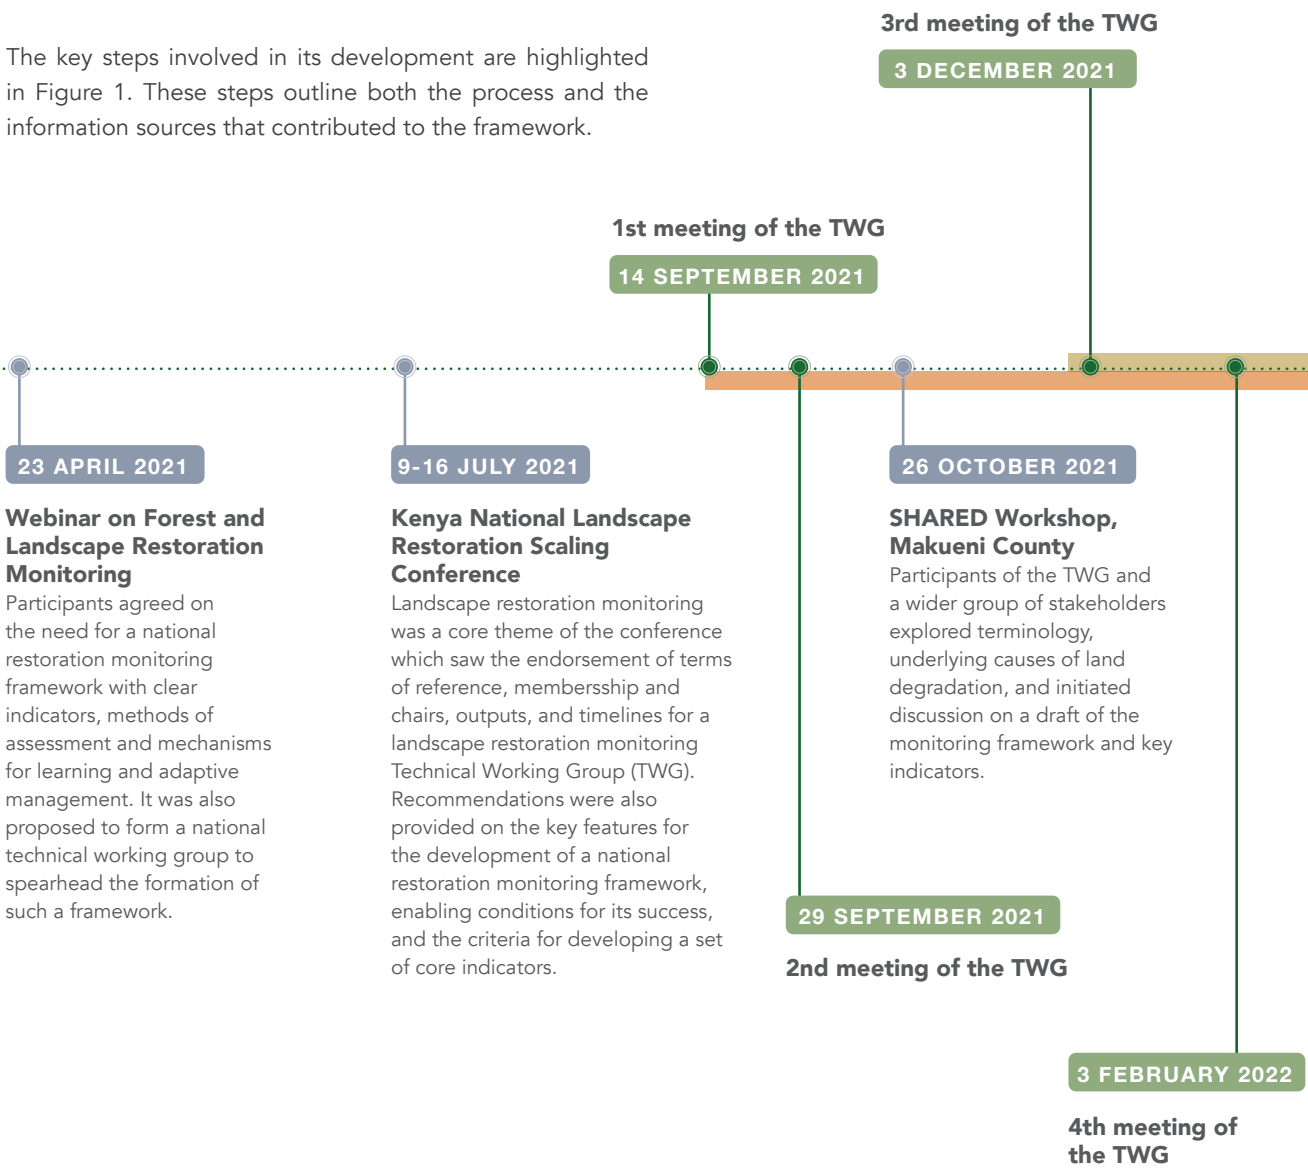 The key steps involved in its development are highlighted
in Figure 1. These steps outline both the process and the
information sources that contributed to the framework.
3rd meeting of the TWG
3 DECEMBER 2021
1st meeting of the TWG
14 SEPTEMBER 2021
23 APRIL 2021
Webinar on Forest and
Landscape Restoration
Monitoring
Participants agreed on
the need for a national
restoration monitoring
framework with clear
indicators, methods of
assessment and mechanisms
for learning and adaptive
management. It was also
proposed to form a national
technical working group to
spearhead the formation of
such a framework.
9-16 JULY 2021
Kenya National Landscape
Restoration Scaling
Conference
Landscape restoration monitoring
was a core theme of the conference
which saw the endorsement of terms
of reference, membersship and
chairs, outputs, and timelines for a
landscape restoration monitoring
Technical Working Group (TWG).
Recommendations were also
provided on the key features for
the development of a national
restoration monitoring framework,
enabling conditions for its success,
and the criteria for developing a set
of core indicators.
26 OCTOBER 2021
SHARED Workshop,
Makueni County
Participants of the TWG and
a wider group of stakeholders
explored terminology,
underlying causes of land
degradation, and initiated
discussion on a draft of the
monitoring framework and key
indicators.
29 SEPTEMBER 2021
2nd meeting of the TWG
3 FEBRUARY 2022
4th meeting of
the TWG